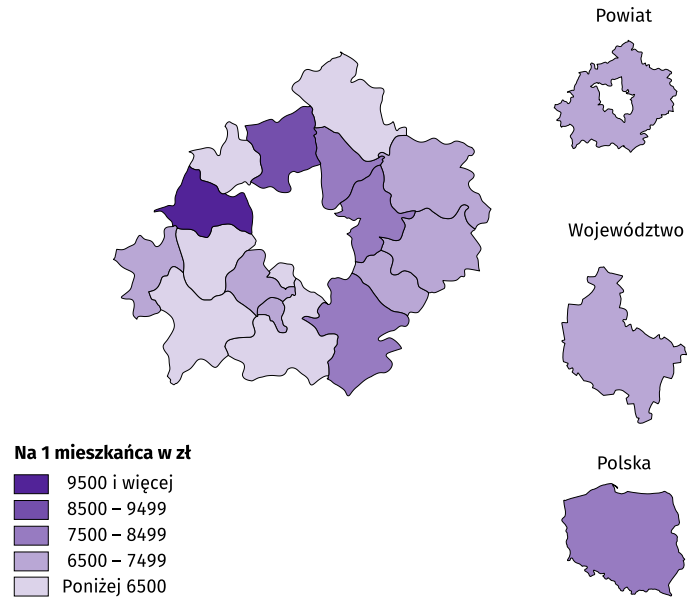 Powiat
Województwo
Polska
Na 1 mieszkańca w zł
9500 i więcej
8500 – 9499
7500 – 8499
6500 – 7499
Poniżej 6500